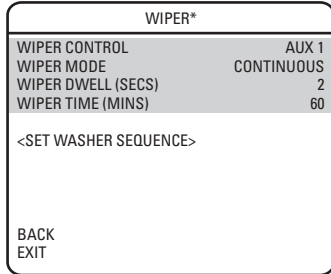 WIPER*
WIPER CONTROL AUX 1
WIPER MODE CONTINUOUS
WIPER DWELL (SECS) 2
WIPER TIME (MINS) 60
<SET WASHER SEQUENCE>
BACK
EXIT